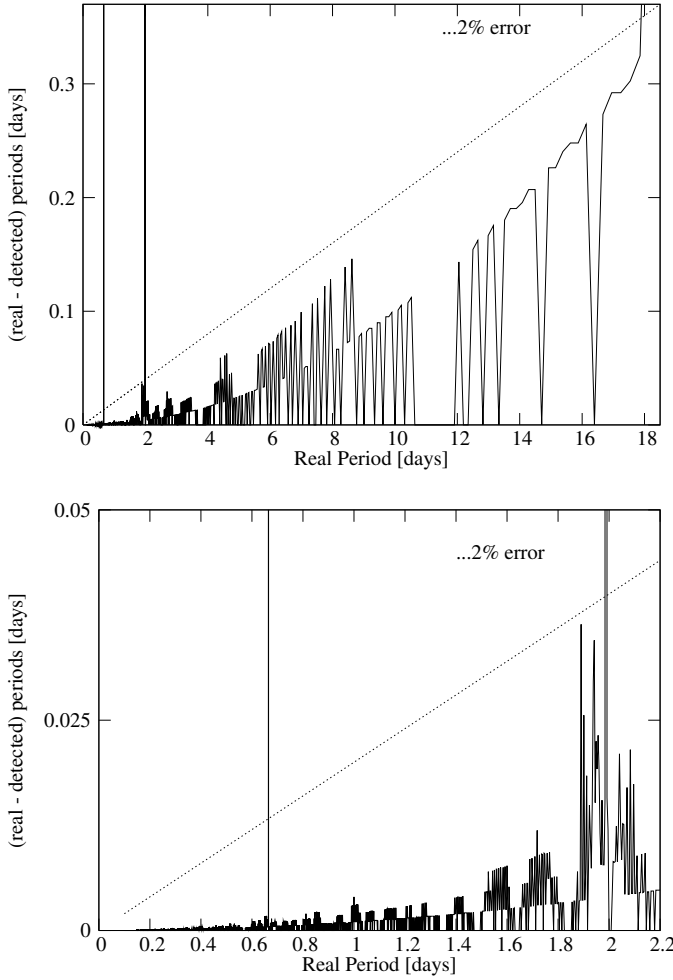 ...2% error
(real - detected) periods [days]
0.3
0.2
0.1
0
0 2 4 6 8 10 12 14 16 18
Real Period [days]
0.05
...2% error
(real - detected) periods [days]
0.025
0
0 0.2 0.4 0.6 0.8 1 1.2 1.4 1.6 1.8 2 2.2
Real Period [days]